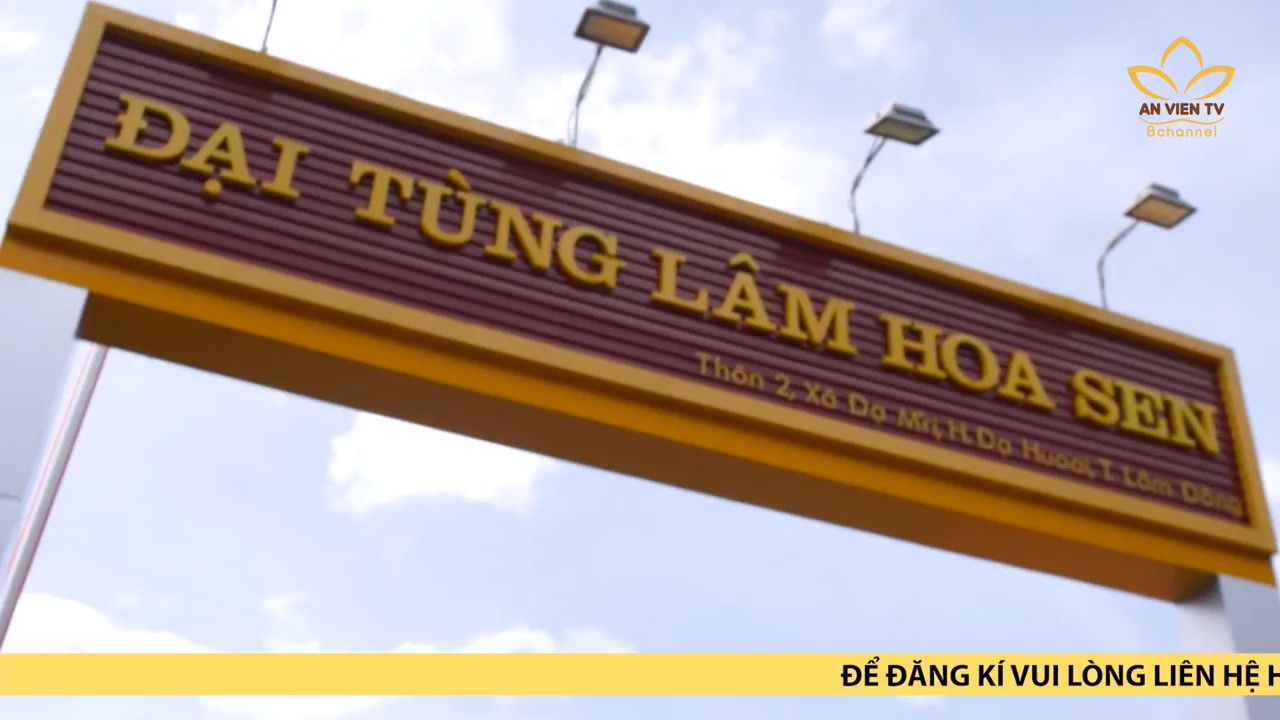 AN VIEN TV
Bchannel
ĐẠI TÙNG LÂM HOA SEN
Thôn 2, Xã Đạ Mri, H. Đạ Huoai, T. Lâm Đồng
ĐỂ ĐĂNG KÍ VUI LÒNG LIÊN HỆ H